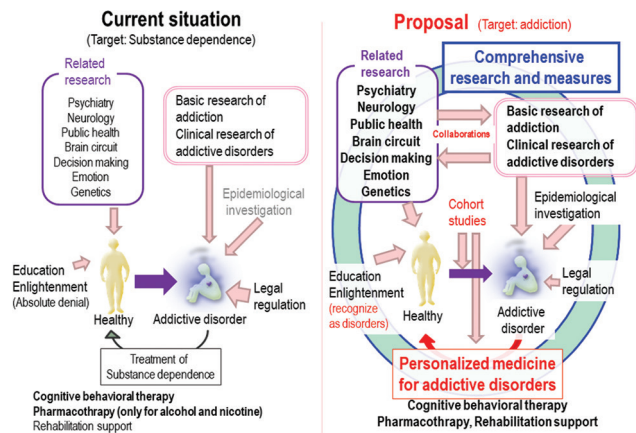 Current situation
(Target: Substance dependence)
Related
research
Psychiatry
Neurology
Public health
Brain circuit
Decision making
Emotion
Genetics
Basic research of
addiction
Clinical research of
addictive disorders
Epidemiological
investigation
Education
Enlightenment
(Absolute denial)
Healthy
Addictive disorder
Legal
regulation
Treatment of
Substance dependence
Cognitive behavioral therapy
Pharmacothrapy (only for alcohol and nicotine)
Rehabilitation support
Proposal (Target: addiction)
Comprehensive
research and measures
Related
research
Psychiatry
Neurology
Public health
Brain circuit
Decision making
Emotion
Genetics
Collaborations
Basic research of
addiction
Clinical research of
addictive disorders
Cohort
studies
Epidemiological
investigation
Education
Enlightenment
(recognize
as disorders)
Healthy
Addictive
disorder
Legal
regulation
Personalized medicine
for addictive disorders
Cognitive behavioral therapy
Pharmacothrapy, Rehabilitation support